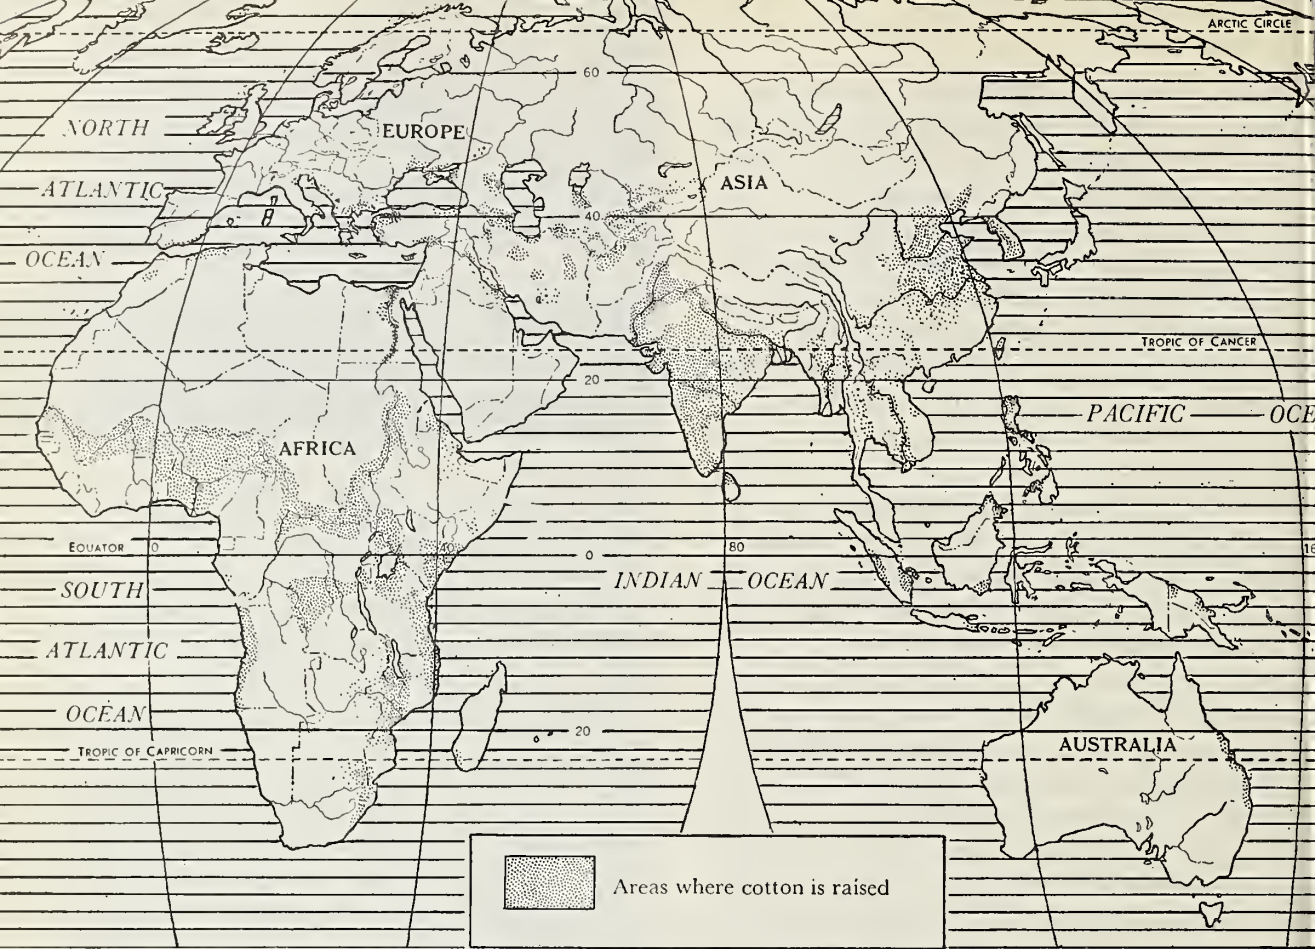 ARCTIC CIRCLE
60
NORTH
EUROPE
ATLANTIC
ASIA
40
OCEAN
TROPIC OF CANCER
20
PACIFIC
OCE
AFRICA
EQUATOR
0
40
0
80
18
INDIAN
OCEAN
SOUTH
ATLANTIC
OCEAN
20
TROPIC OF CAPRICORN
AUSTRALIA
Areas where cotton is raised